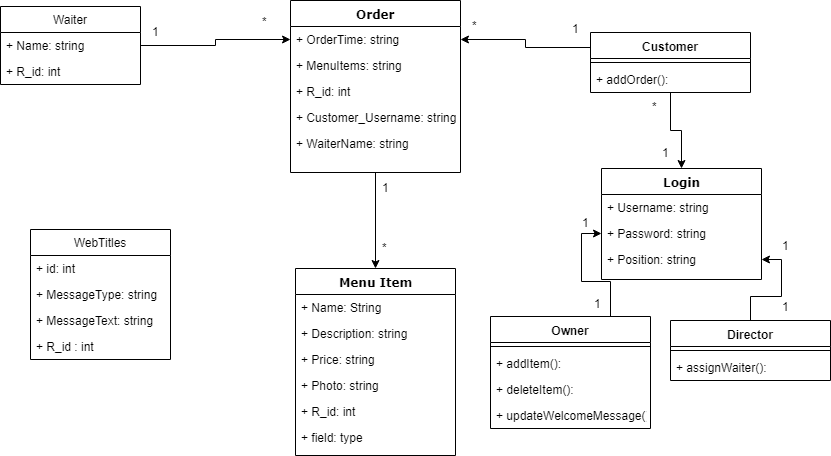 Waiter
+ Name: string
+ R_id: int
1
*
Order
+ OrderTime: string
+ MenuItems: string
+ R_id: int
+ Customer_Username: string
+ WaiterName: string
*
1
Customer
+ addOrder():
*
1
Login
+ Username: string
+ Password: string
+ Position: string
1
*
WebTitles
+ id: int
+ MessageType: string
+ MessageText: string
+ R_id : int
Menu Item
+ Name: String
+ Description: string
+ Price: string
+ Photo: string
+ R_id: int
+ field: type
1
1
Owner
+ addItem():
+ deleteItem():
+ updateWelcomeMessage(
1
1
Director
+ assignWaiter():